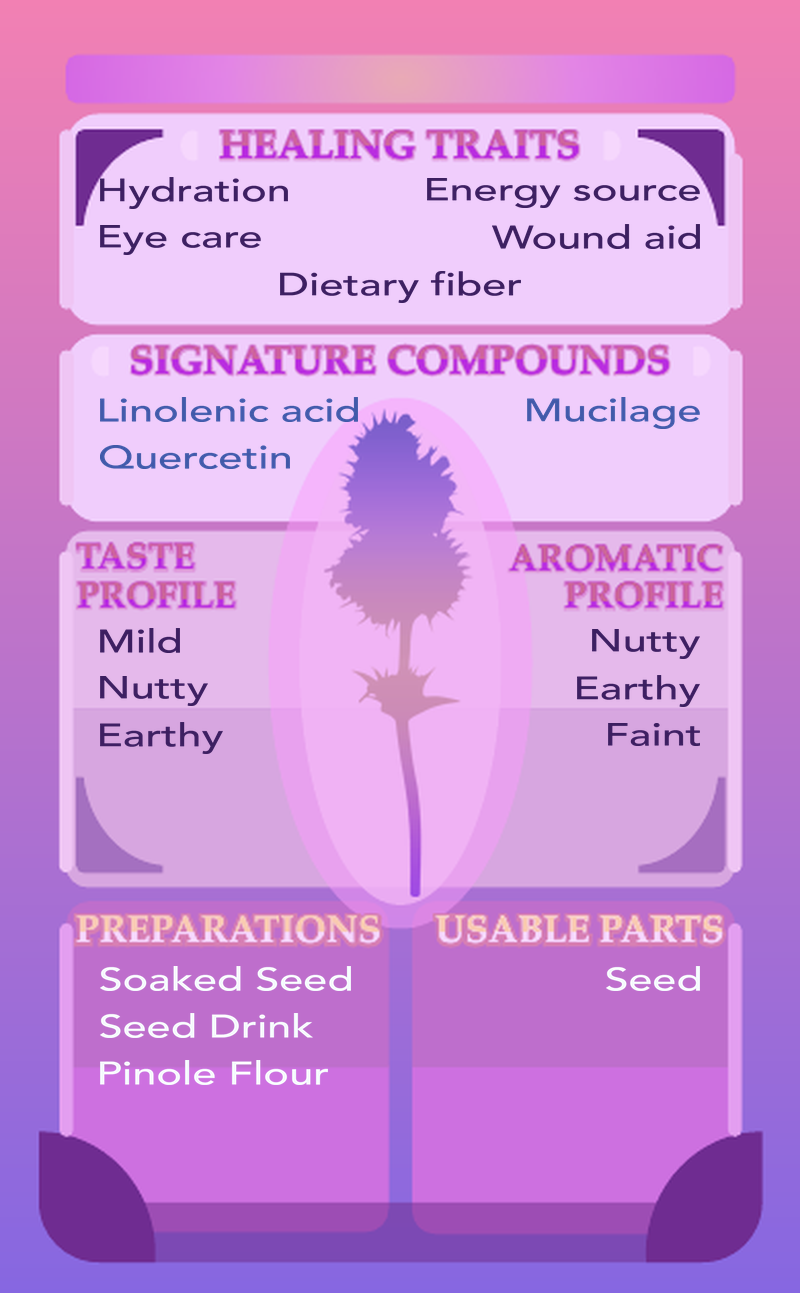 HEALING TRAITS
Hydration
Energy source
Eye care
Wound aid
Dietary fiber
SIGNATURE COMPOUNDS
Linolenic acid
Mucilage
Quercetin
TASTE
PROFILE
Mild
Nutty
Earthy
AROMATIC
PROFILE
Nutty
Earthy
Faint
PREPARATIONS
Soaked Seed
Seed Drink
Pinole Flour
USABLE PARTS
Seed